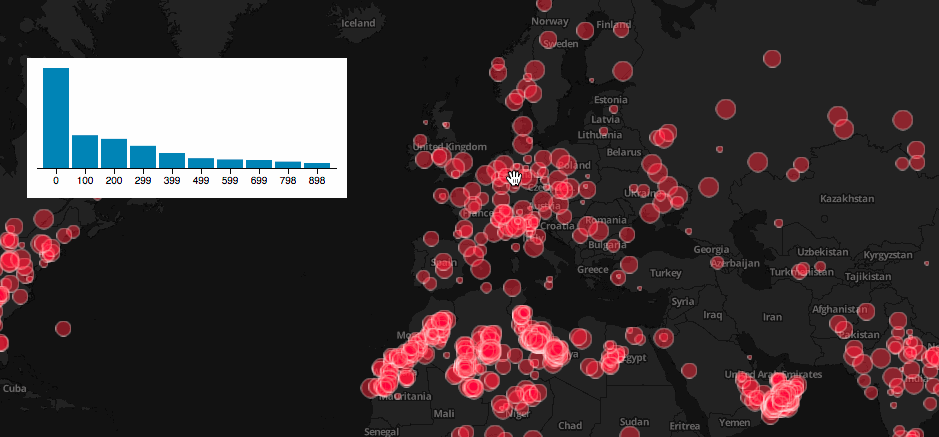 Iceland
Norway
Finland
Sweden
Estonia
Latvia
Lithuania
United Kingdom
Belarus
Poland
Ukraine
Kazakhstan
France
Austria
Croatia
Romania
Bulgaria
Spain
Greece
Turkey
Georgia
Azerbaijan
Uzbekistan
Kyrgyzstan
Turkmenistan
Tajikistan
Syria
Iraq
Iran
Afghanistan
Pakistan
Egypt
United Arab Emirates
India
Cuba
Mauritania
Mali
Niger
Chad
Sudan
Eritrea
Yemen
Senegal
0 100 200 299 399 499 599 699 798 898